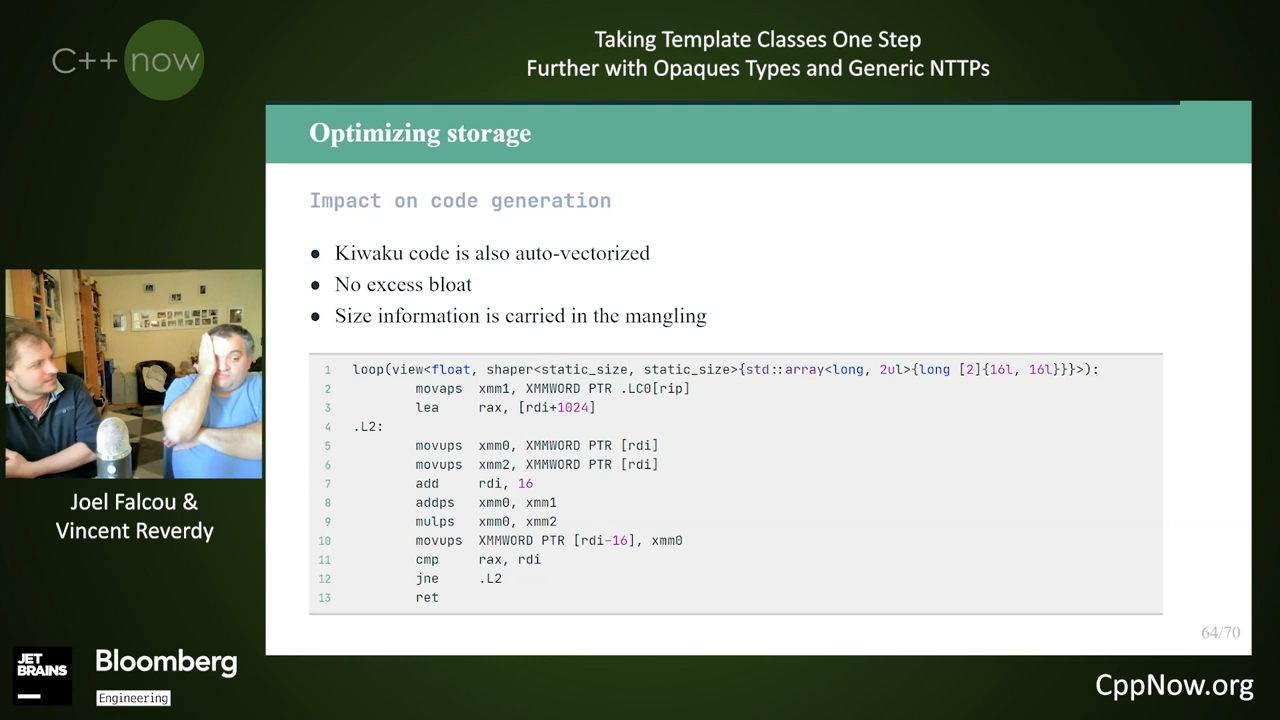 C++ now
Taking Template Classes One Step
Further with Opaques Types and Generic NTTPs
Optimizing storage
Impact on code generation
● Kiwaku code is also auto-vectorized
● No excess bloat
● Size information is carried in the mangling
1 loop(view<float, shaper<static_size, static_size>{std::array<long, 2ul>{long [2]{16l, 16l}}}>):
2 movaps xmm1, XMMWORD PTR .LC0[rip]
3 lea rax, [rdi+1024]
4 .L2:
5 movups xmm0, XMMWORD PTR [rdi]
6 movups xmm2, XMMWORD PTR [rdi]
7 add rdi, 16
8 addps xmm0, xmm1
9 mulps xmm0, xmm2
10 movups XMMWORD PTR [rdi-16], xmm0
11 cmp rax, rdi
12 jne .L2
13 ret
64/70
Joel Falcou &
Vincent Reverdy
JET
BRAINS
Bloomberg
Engineering
CppNow.org